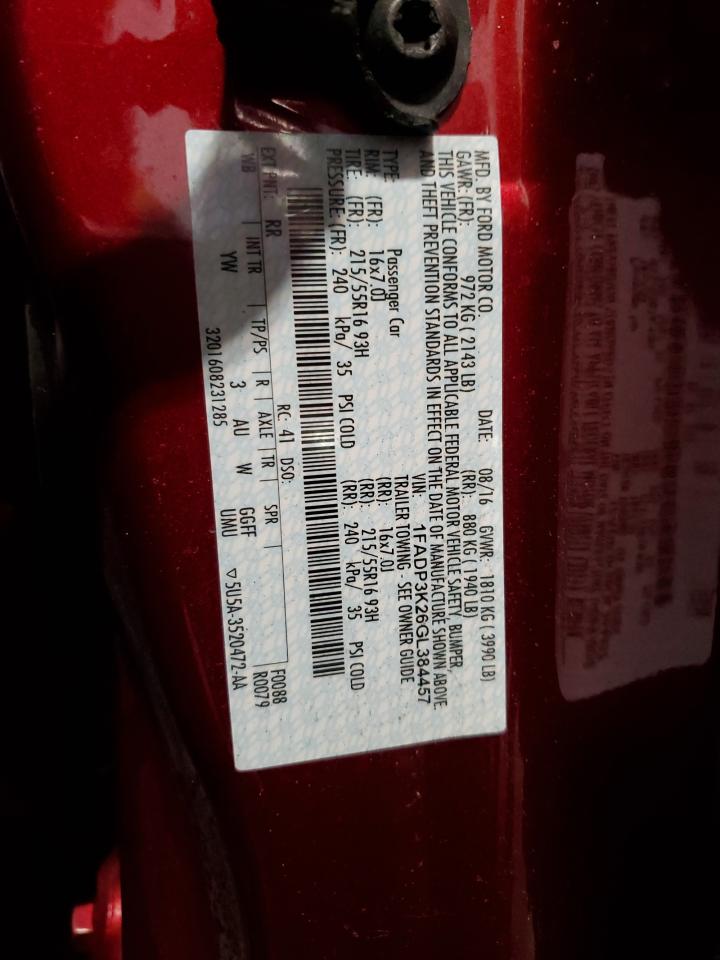 MFD. BY FORD MOTOR CO. DATE: 08/16 GVWR: 1810 KG ( 3990 LB)
GAWR: (FR): 972 KG ( 2143 LB) (RR): 880 KG ( 1940 LB)
THIS VEHICLE CONFORMS TO ALL APPLICABLE FEDERAL MOTOR VEHICLE SAFETY, BUMPER,
AND THEFT PREVENTION STANDARDS IN EFFECT ON THE DATE OF MANUFACTURE SHOWN ABOVE.
VIN: 1FADP3K26GL384457
TYPE: Passenger Car TRAILER TOWING - SEE OWNER GUIDE
RIM: (FR): 16x7.0J (RR): 16x7.0J
TIRE: (FR): 215/55R16 93H (RR): 215/55R16 93H
PRESSURE: (FR): 240 kPa/ 35 PSI COLD (RR): 240 kPa/ 35 PSI COLD
EXT PNT: RR RC: 41 DSO: F0088
WB INT TR TP/PS R AXLE TR SPR R0079
YW 3 AU W GGFF
UMU
3201608231285 ▽ 5U5A-3520472-AA